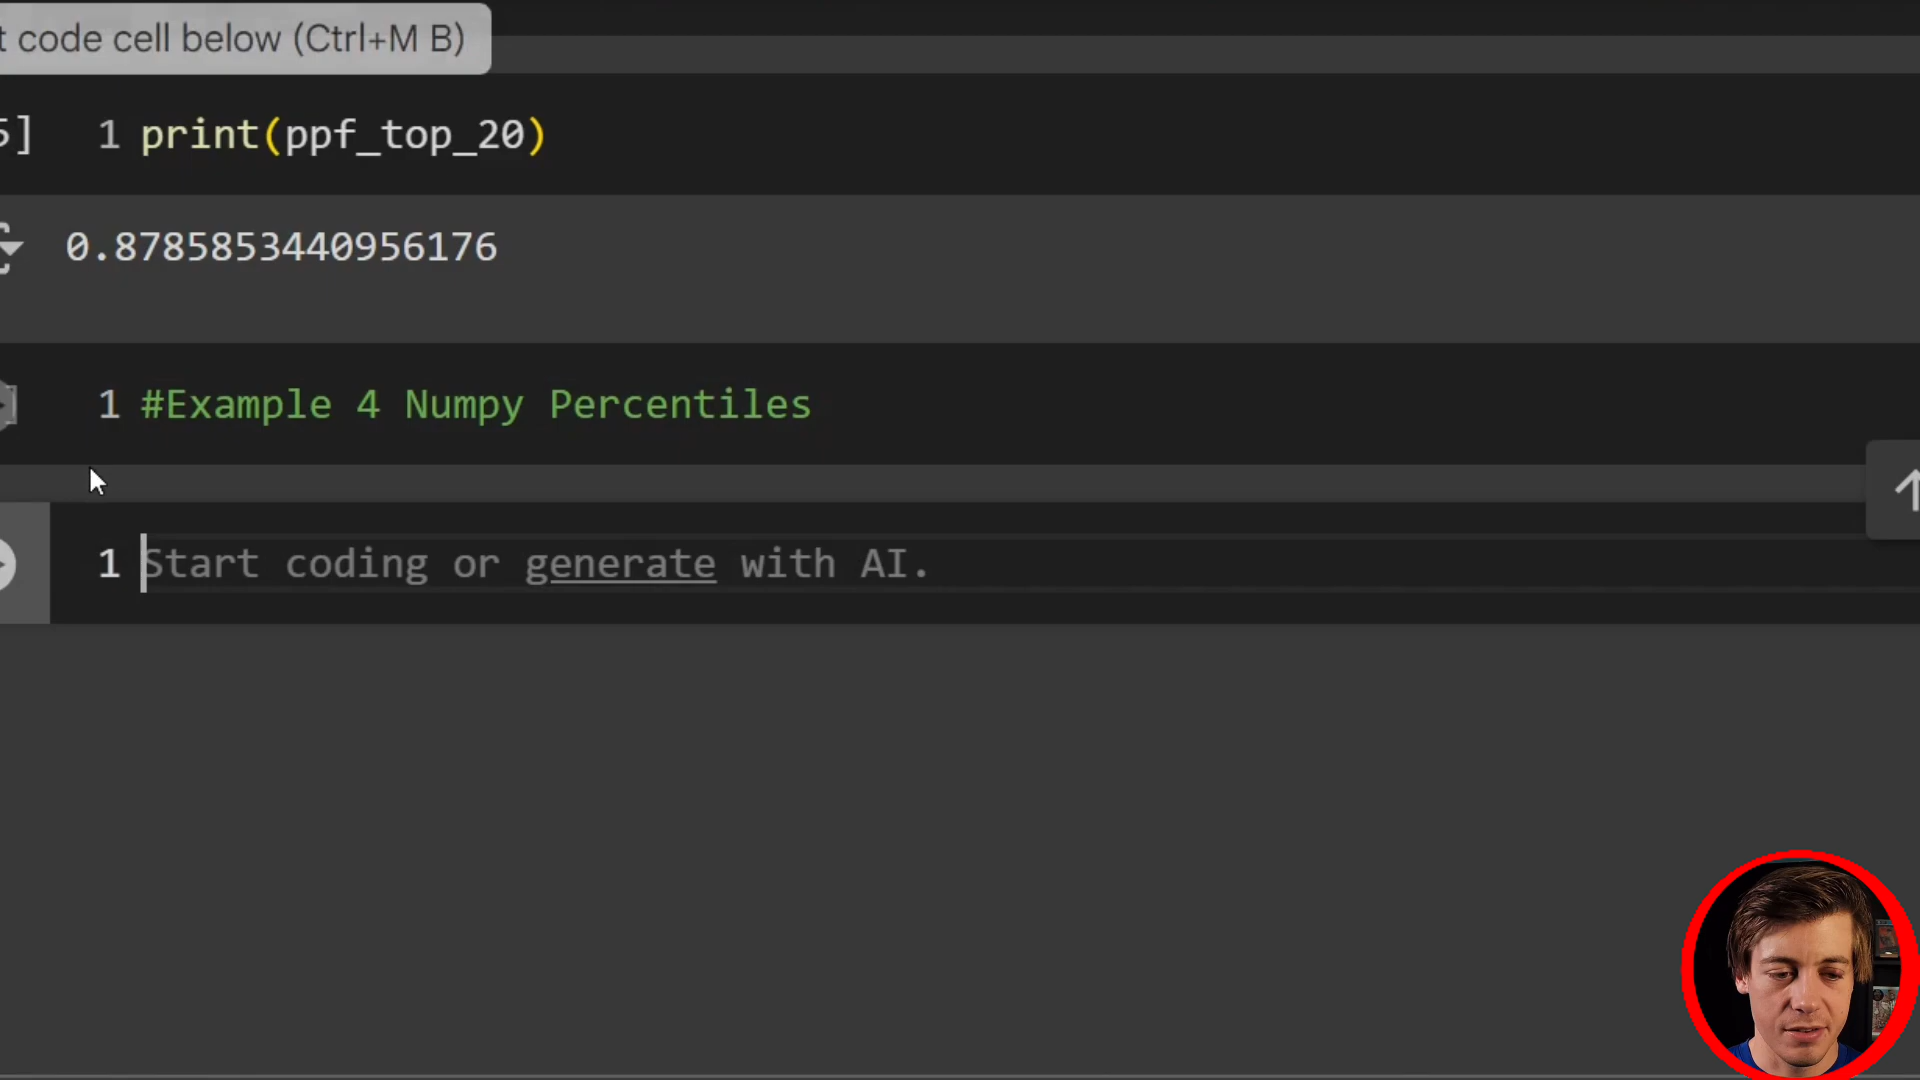 t code cell below (Ctrl+M B)
5] 1 print(ppf_top_20)
0.8785853440956176
] 1 #Example 4 Numpy Percentiles
1 Start coding or generate with AI.